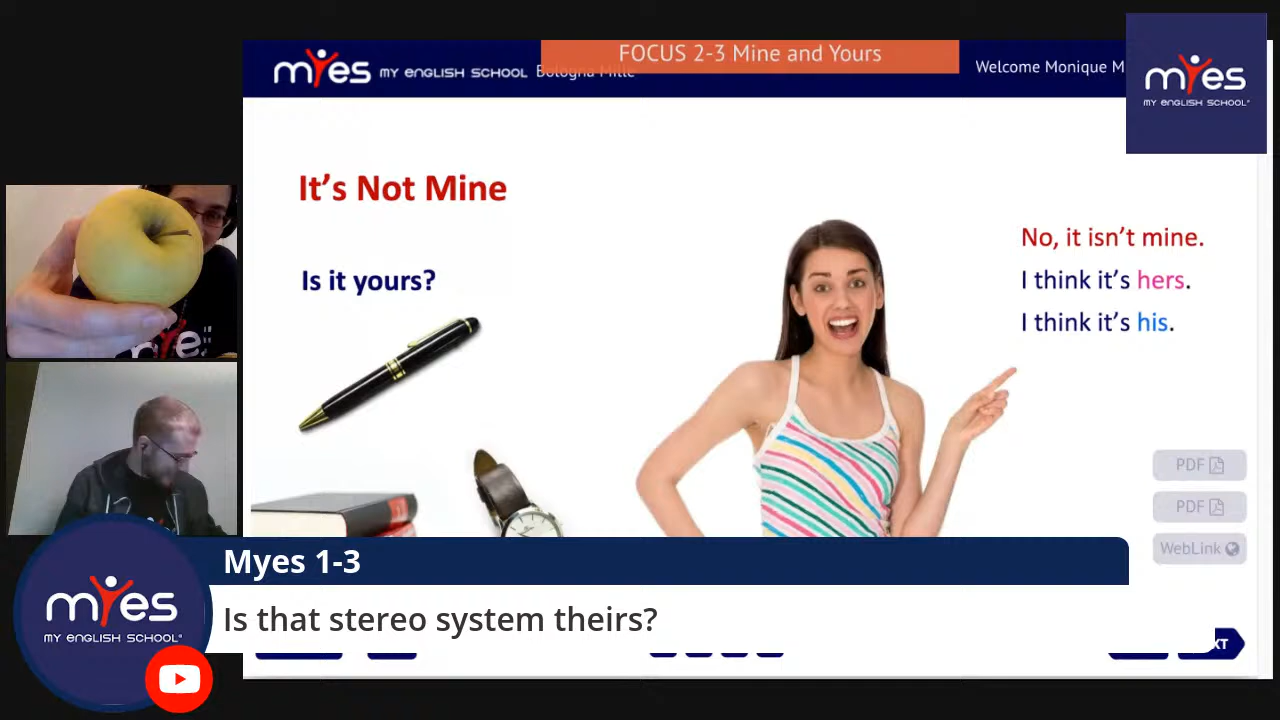 myes MY ENGLISH SCHOOL Bologna Mille
FOCUS 2-3 Mine and Yours
Welcome Monique M
myes
MY ENGLISH SCHOOL
It's Not Mine
Is it yours?
No, it isn't mine.
I think it's hers.
I think it's his.
PDF
PDF
WebLink
Myes 1-3
Is that stereo system theirs?
myes
MY ENGLISH SCHOOL